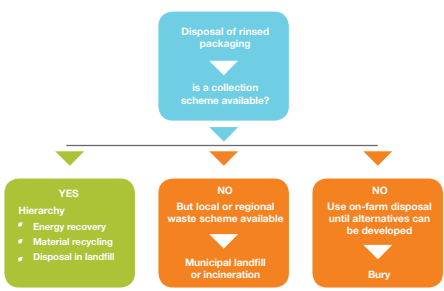 Disposal of rinsed
packaging
is a collection
scheme available?
YES
Hierarchy
Energy recovery
Material recycling
Disposal in landfill
NO
But local or regional
waste scheme available
Municipal landfill
or incineration
NO
Use on-farm disposal
until alternatives can
be developed
Bury